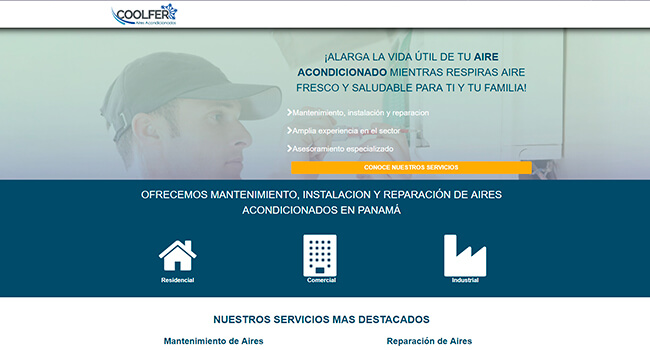 COOLFER
Aires Acondicionados
¡ALARGA LA VIDA ÚTIL DE TU AIRE
ACONDICIONADO MIENTRAS RESPIRAS AIRE
FRESCO Y SALUDABLE PARA TI Y TU FAMILIA!
Mantenimiento, instalación y reparacion
Amplia experiencia en el sector
Asesoramiento especializado
CONOCE NUESTROS SERVICIOS
OFRECEMOS MANTENIMIENTO, INSTALACION Y REPARACIÓN DE AIRES
ACONDICIONADOS EN PANAMÁ
Residencial
Comercial
Industrial
NUESTROS SERVICIOS MAS DESTACADOS
Mantenimiento de Aires
Reparación de Aires